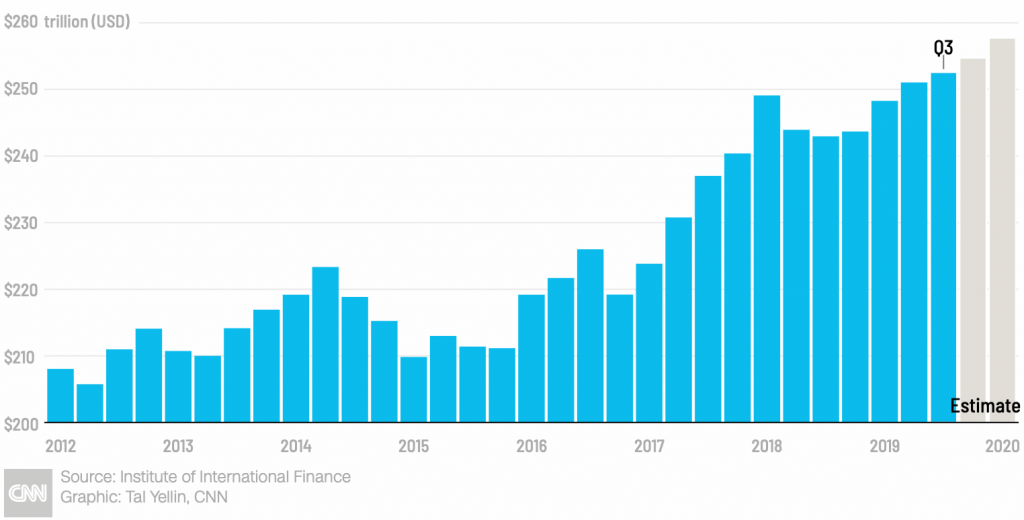 $260 trillion (USD)
Q3
$250
$240
$230
$220
$210
Estimate
$200
2012 2013 2014 2015 2016 2017 2018 2019 2020
CNN
Source: Institute of International Finance
Graphic: Tal Yellin, CNN